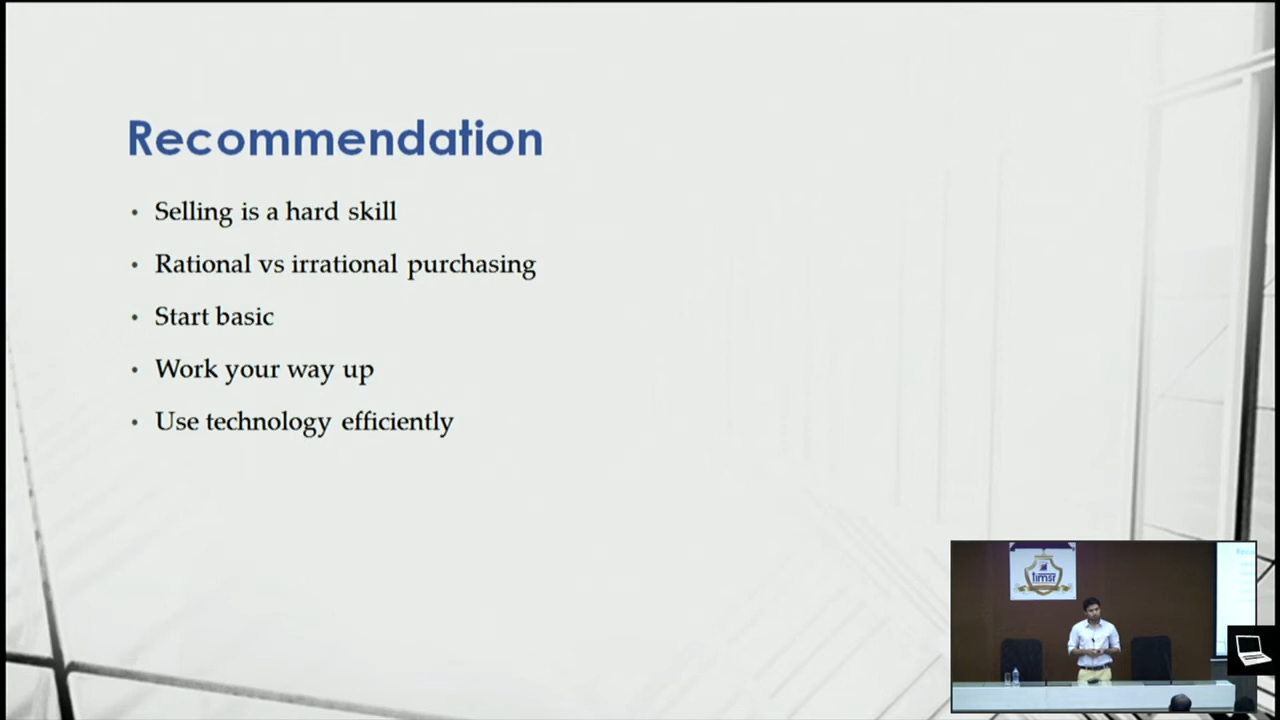 Recommendation
• Selling is a hard skill
• Rational vs irrational purchasing
• Start basic
• Work your way up
• Use technology efficiently